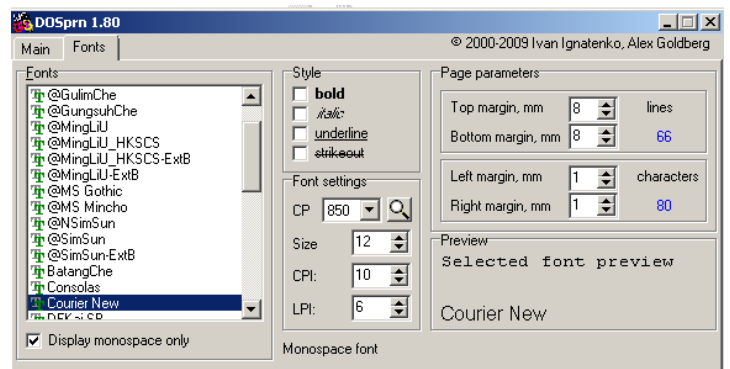 DOSprn 1.80
Main Fonts
© 2000-2009 Ivan Ignatenko, Alex Goldberg
Fonts
@GulimChe
@GungsuhChe
@MingLiU
@MingLiU_HKSCS
@MingLiU_HKSCS-ExtB
@MingLiU-ExtB
@MS Gothic
@MS Mincho
@NSimSun
@SimSun
@SimSun-ExtB
BatangChe
Consolas
Courier New
DFKai-SB
Display monospace only
Style
bold
italic
underline
strikeout
Font settings
CP 850
Size 12
CPI: 10
LPI: 6
Monospace font
Page parameters
Top margin, mm 8 lines
Bottom margin, mm 8 66
Left margin, mm 1 characters
Right margin, mm 1 80
Preview
Selected font preview
Courier New